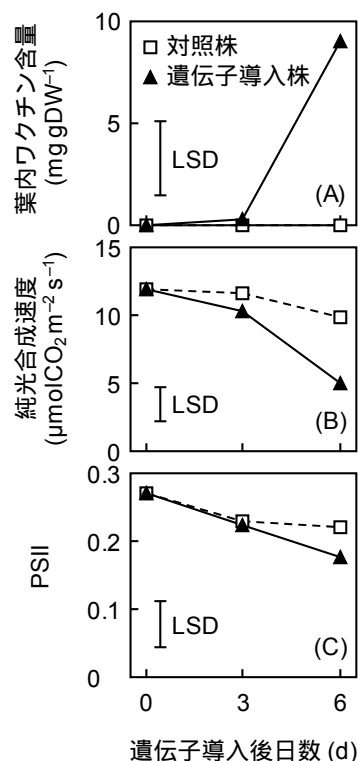 葉内ワクチン含量
(mg gDW⁻¹)
10
5
0
□ 対照株
▲ 遺伝子導入株
LSD
(A)
純光合成速度
(μmolCO₂ m⁻² s⁻¹)
15
10
5
0
LSD
(B)
PSII
0.3
0.2
0.1
0
LSD
(C)
0 3 6
遺伝子導入後日数 (d)